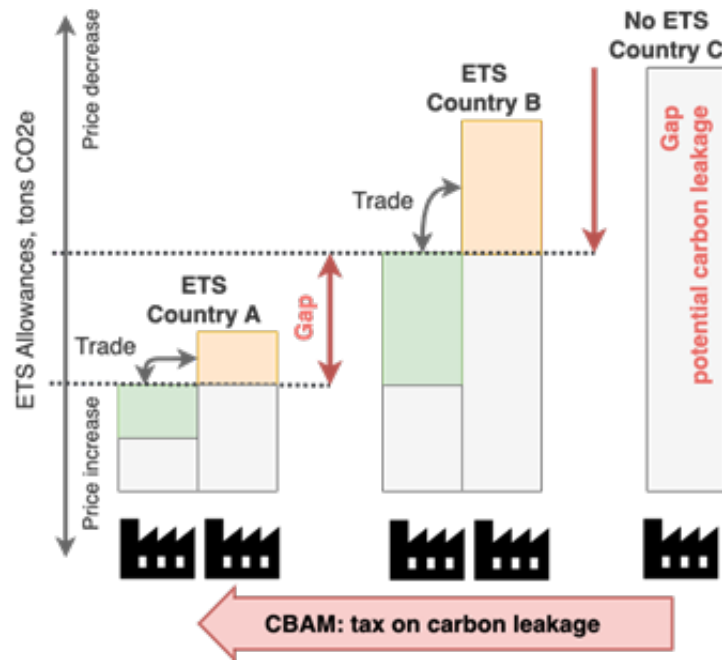 No ETS
Country C
ETS
Country B
Price decrease
ETS Allowances, tons CO2e
Trade
Gap
potential carbon leakage
ETS
Country A
Gap
Trade
Price increase
CBAM: tax on carbon leakage